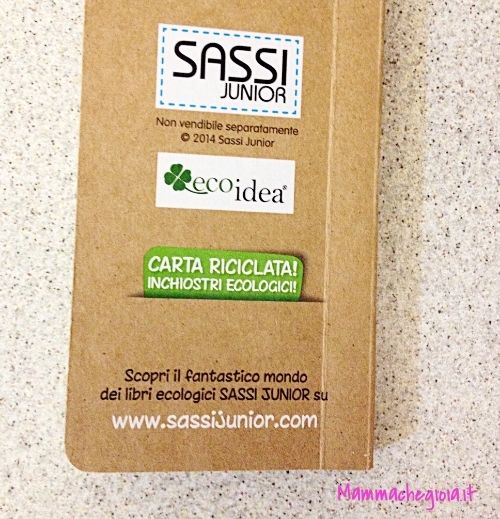 SASSI
JUNIOR
Non vendibile separatamente
© 2014 Sassi Junior
ecoidea®
CARTA RICICLATA!
INCHIOSTRI ECOLOGICI!
Scopri il fantastico mondo
dei libri ecologici SASSI JUNIOR su
www.sassijunior.com
Mammachegioia.it